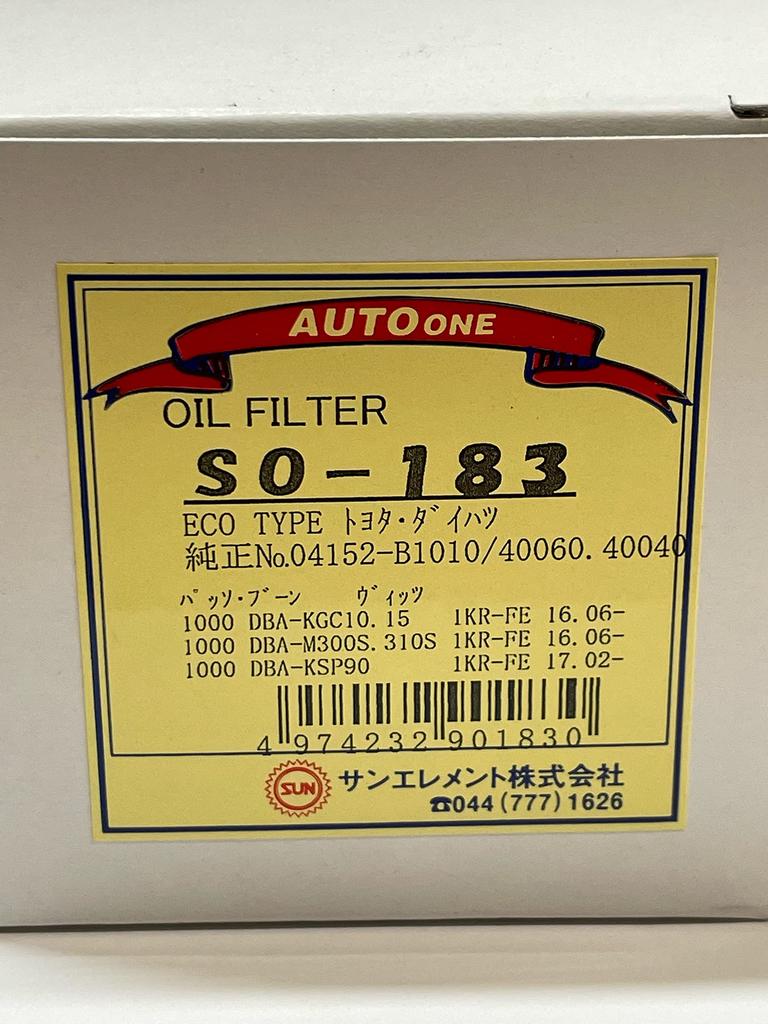 AUTO ONE
OIL FILTER
SO-183
ECO TYPE ﾄﾖﾀ・ﾀﾞｲﾊﾂ
純正No.04152-B1010/40060.40040
ﾊﾟｯｿ・ﾌﾞｰﾝ ｳﾞｨｯﾂ
1000 DBA-KGC10.15 1KR-FE 16.06-
1000 DBA-M300S.310S 1KR-FE 16.06-
1000 DBA-KSP90 1KR-FE 17.02-
4 974232 901830
SUN サンエレメント株式会社
☎044(777)1626